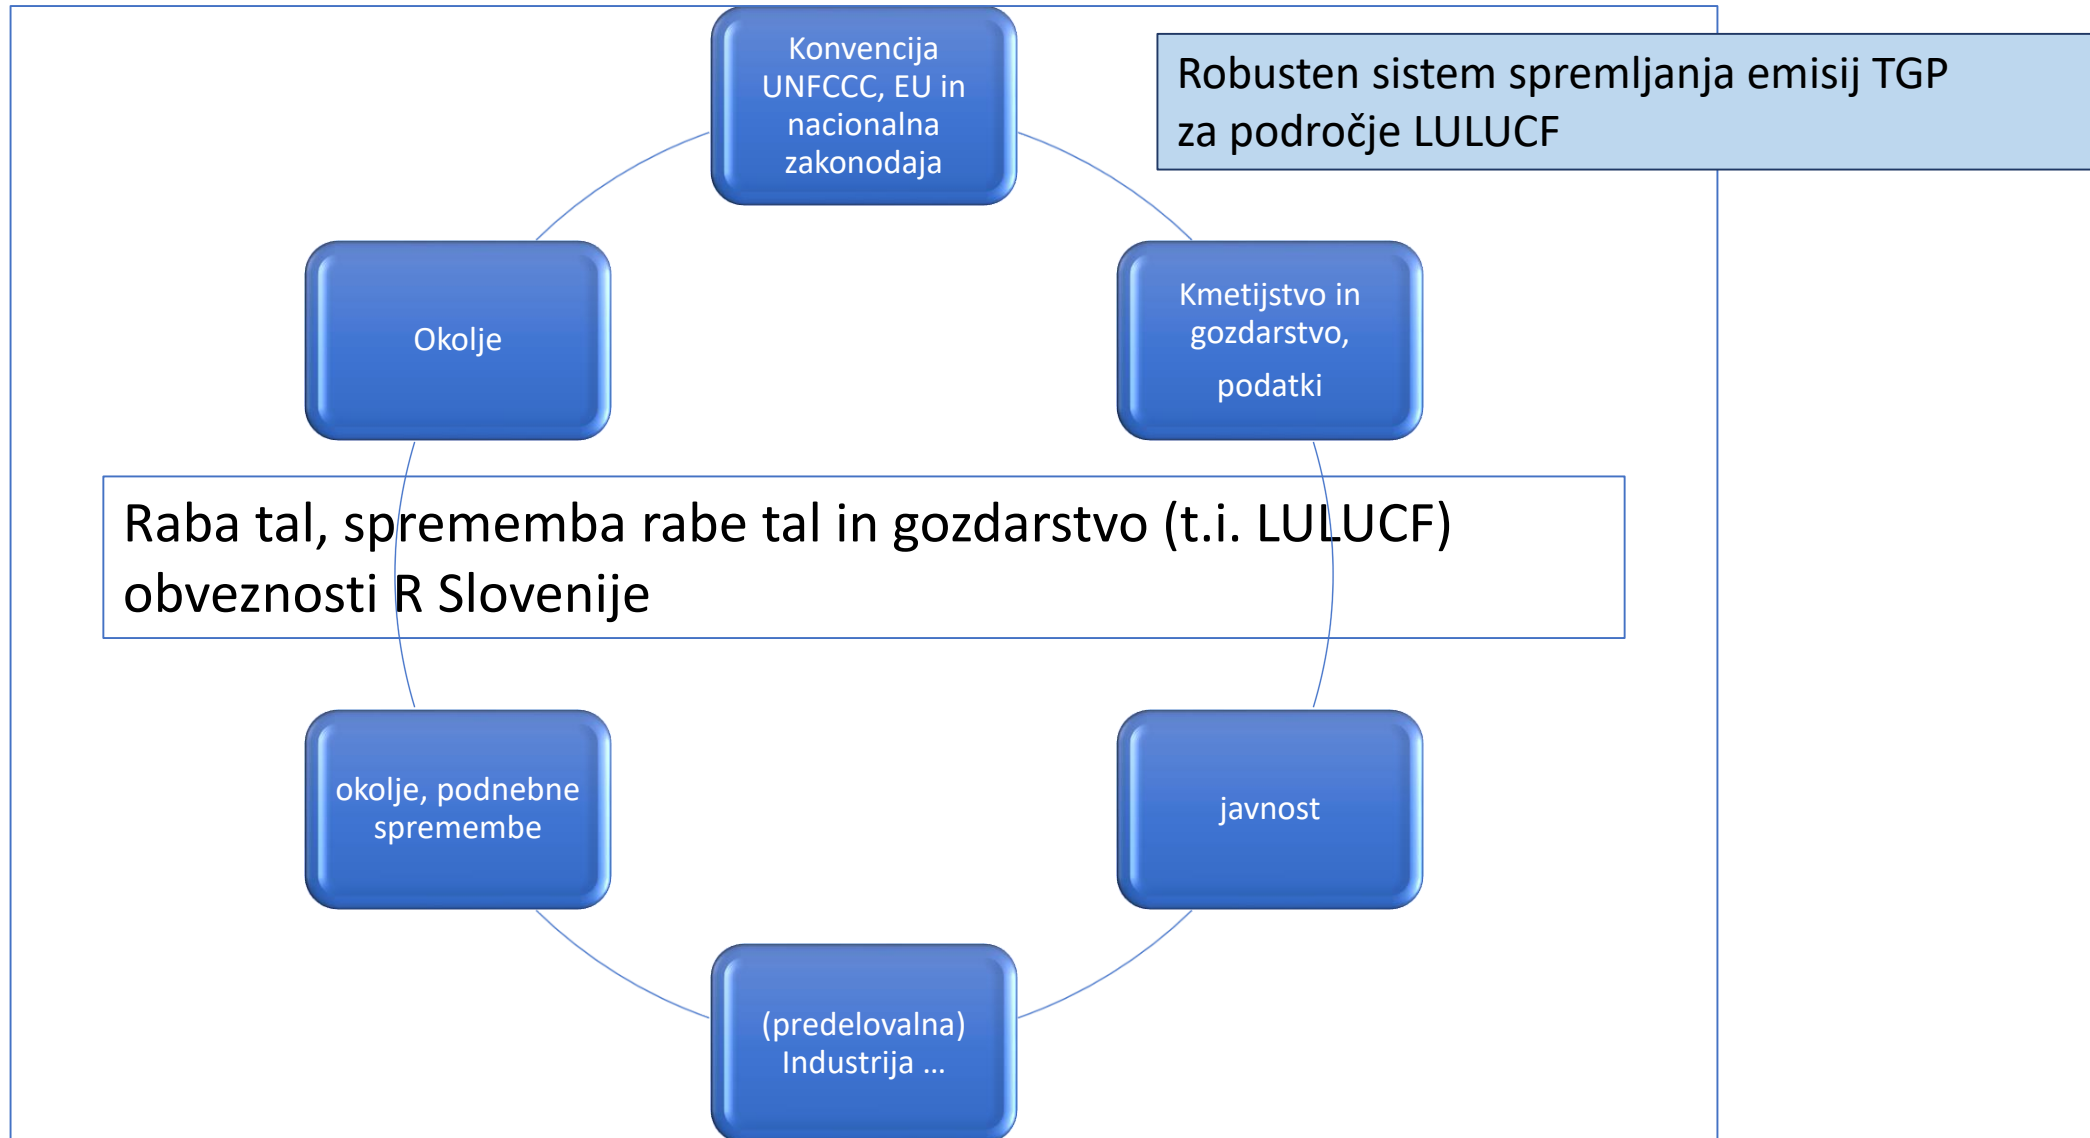 Konvencija
UNFCCC, EU in
nacionalna
zakonodaja
Robusten sistem spremljanja emisij TGP
za področje LULUCF
Okolje
Kmetijstvo in
gozdarstvo,
podatki
Raba tal, sprememba rabe tal in gozdarstvo (t.i. LULUCF)
obveznosti R Slovenije
okolje, podnebne
spremembe
javnost
(predelovalna)
Industrija ...